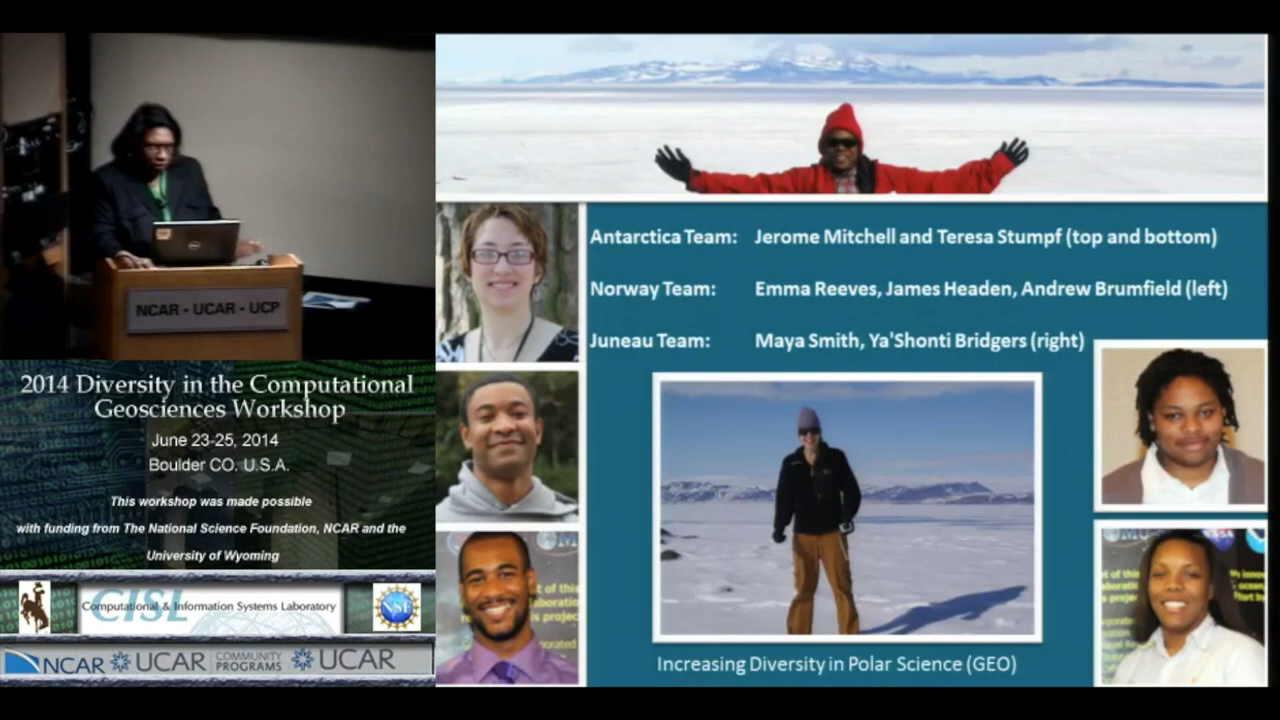 NCAR - UCAR - UCP
2014 Diversity in the Computational
Geosciences Workshop
June 23-25, 2014
Boulder CO. U.S.A.
This workshop was made possible
with funding from The National Science Foundation, NCAR and the
University of Wyoming
CISL
Computational & Information Systems Laboratory
NSF
NCAR UCAR COMMUNITY PROGRAMS UCAR
Antarctica Team: Jerome Mitchell and Teresa Stumpf (top and bottom)
Norway Team: Emma Reeves, James Headen, Andrew Brumfield (left)
Juneau Team: Maya Smith, Ya'Shonti Bridgers (right)
Increasing Diversity in Polar Science (GEO)